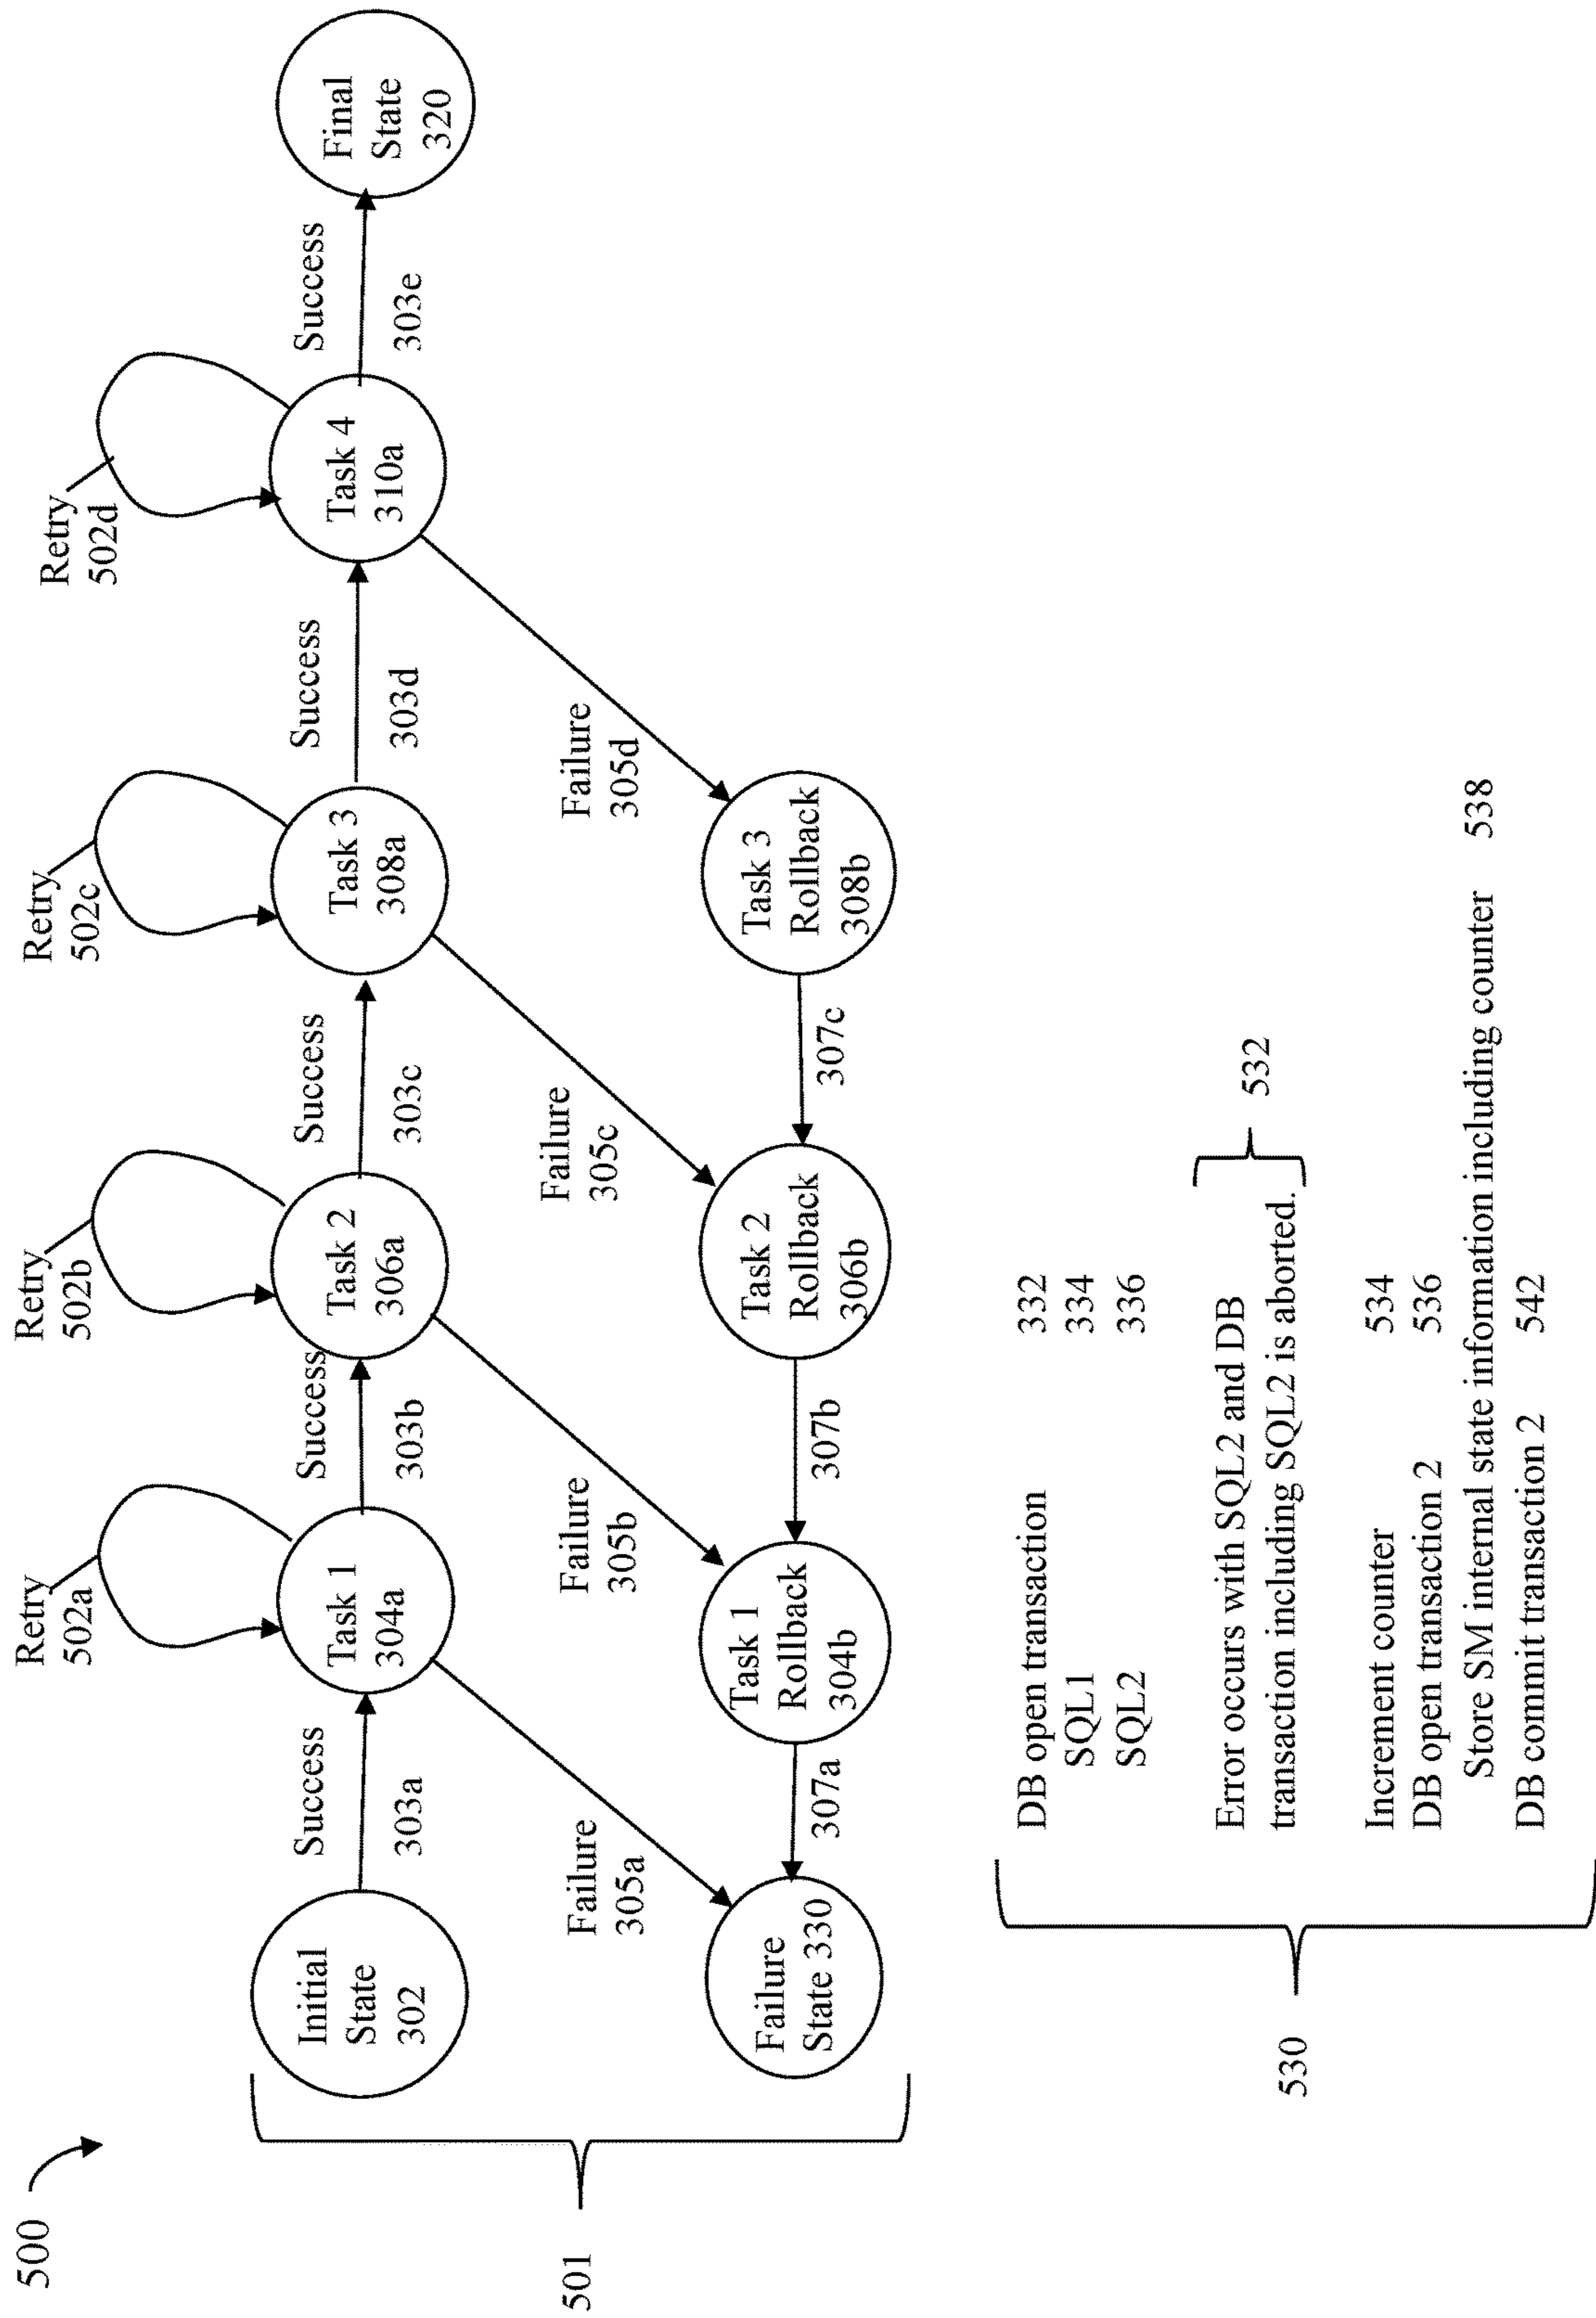 500
Retry
502a
Retry
502b
Retry
502c
Retry
502d
Initial
State
302
Success
303a
Task 1
304a
Success
303b
Task 2
306a
Success
303c
Task 3
308a
Success
303d
Task 4
310a
Success
303e
Final
State
320
501
Failure
305a
Failure
305b
Failure
305c
Failure
305d
Failure
State 330
307a
Task 1
Rollback
304b
307b
Task 2
Rollback
306b
307c
Task 3
Rollback
308b
530
DB open transaction 332
SQL1 334
SQL2 336
Error occurs with SQL2 and DB
transaction including SQL2 is aborted.
532
Increment counter 534
DB open transaction 2 536
Store SM internal state information including counter 538
DB commit transaction 2 542